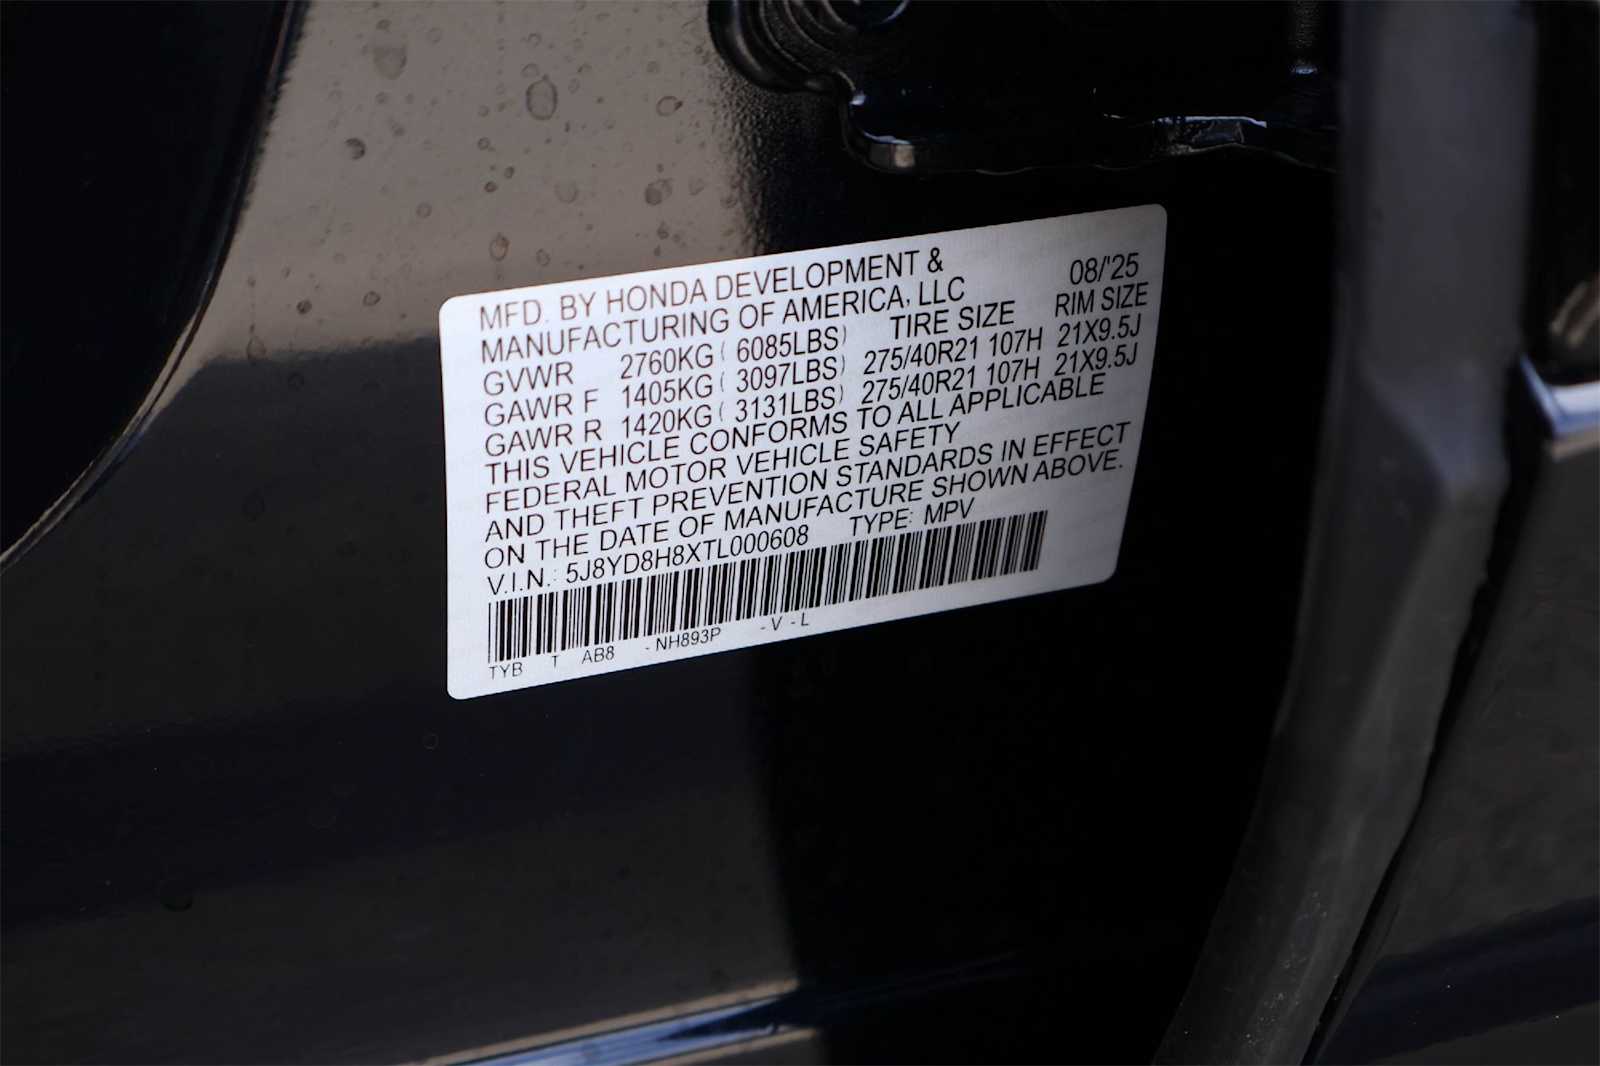 MFD. BY HONDA DEVELOPMENT & 08/'25
MANUFACTURING OF AMERICA, LLC
TIRE SIZE RIM SIZE
GVWR 2760KG ( 6085LBS)
GAWR F 1405KG ( 3097LBS) 275/40R21 107H 21X9.5J
GAWR R 1420KG ( 3131LBS) 275/40R21 107H 21X9.5J
THIS VEHICLE CONFORMS TO ALL APPLICABLE
FEDERAL MOTOR VEHICLE SAFETY
AND THEFT PREVENTION STANDARDS IN EFFECT
ON THE DATE OF MANUFACTURE SHOWN ABOVE.
V.I.N.: 5J8YD8H8XTL000608 TYPE: MPV
TYB T AB8 - NH893P - V - L